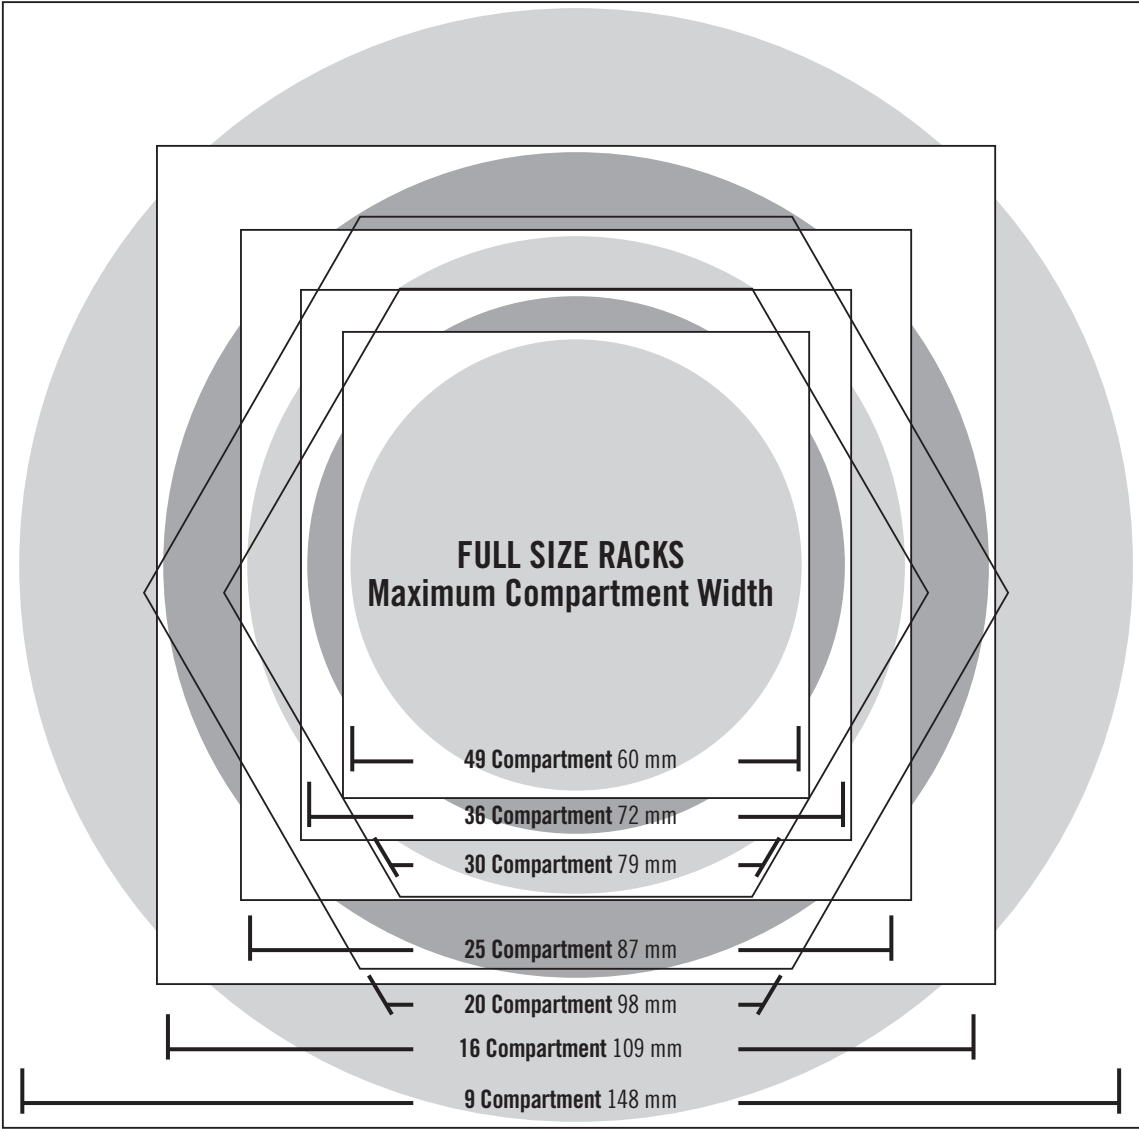 FULL SIZE RACKS
Maximum Compartment Width
49 Compartment 60 mm
36 Compartment 72 mm
30 Compartment 79 mm
25 Compartment 87 mm
20 Compartment 98 mm
16 Compartment 109 mm
9 Compartment 148 mm